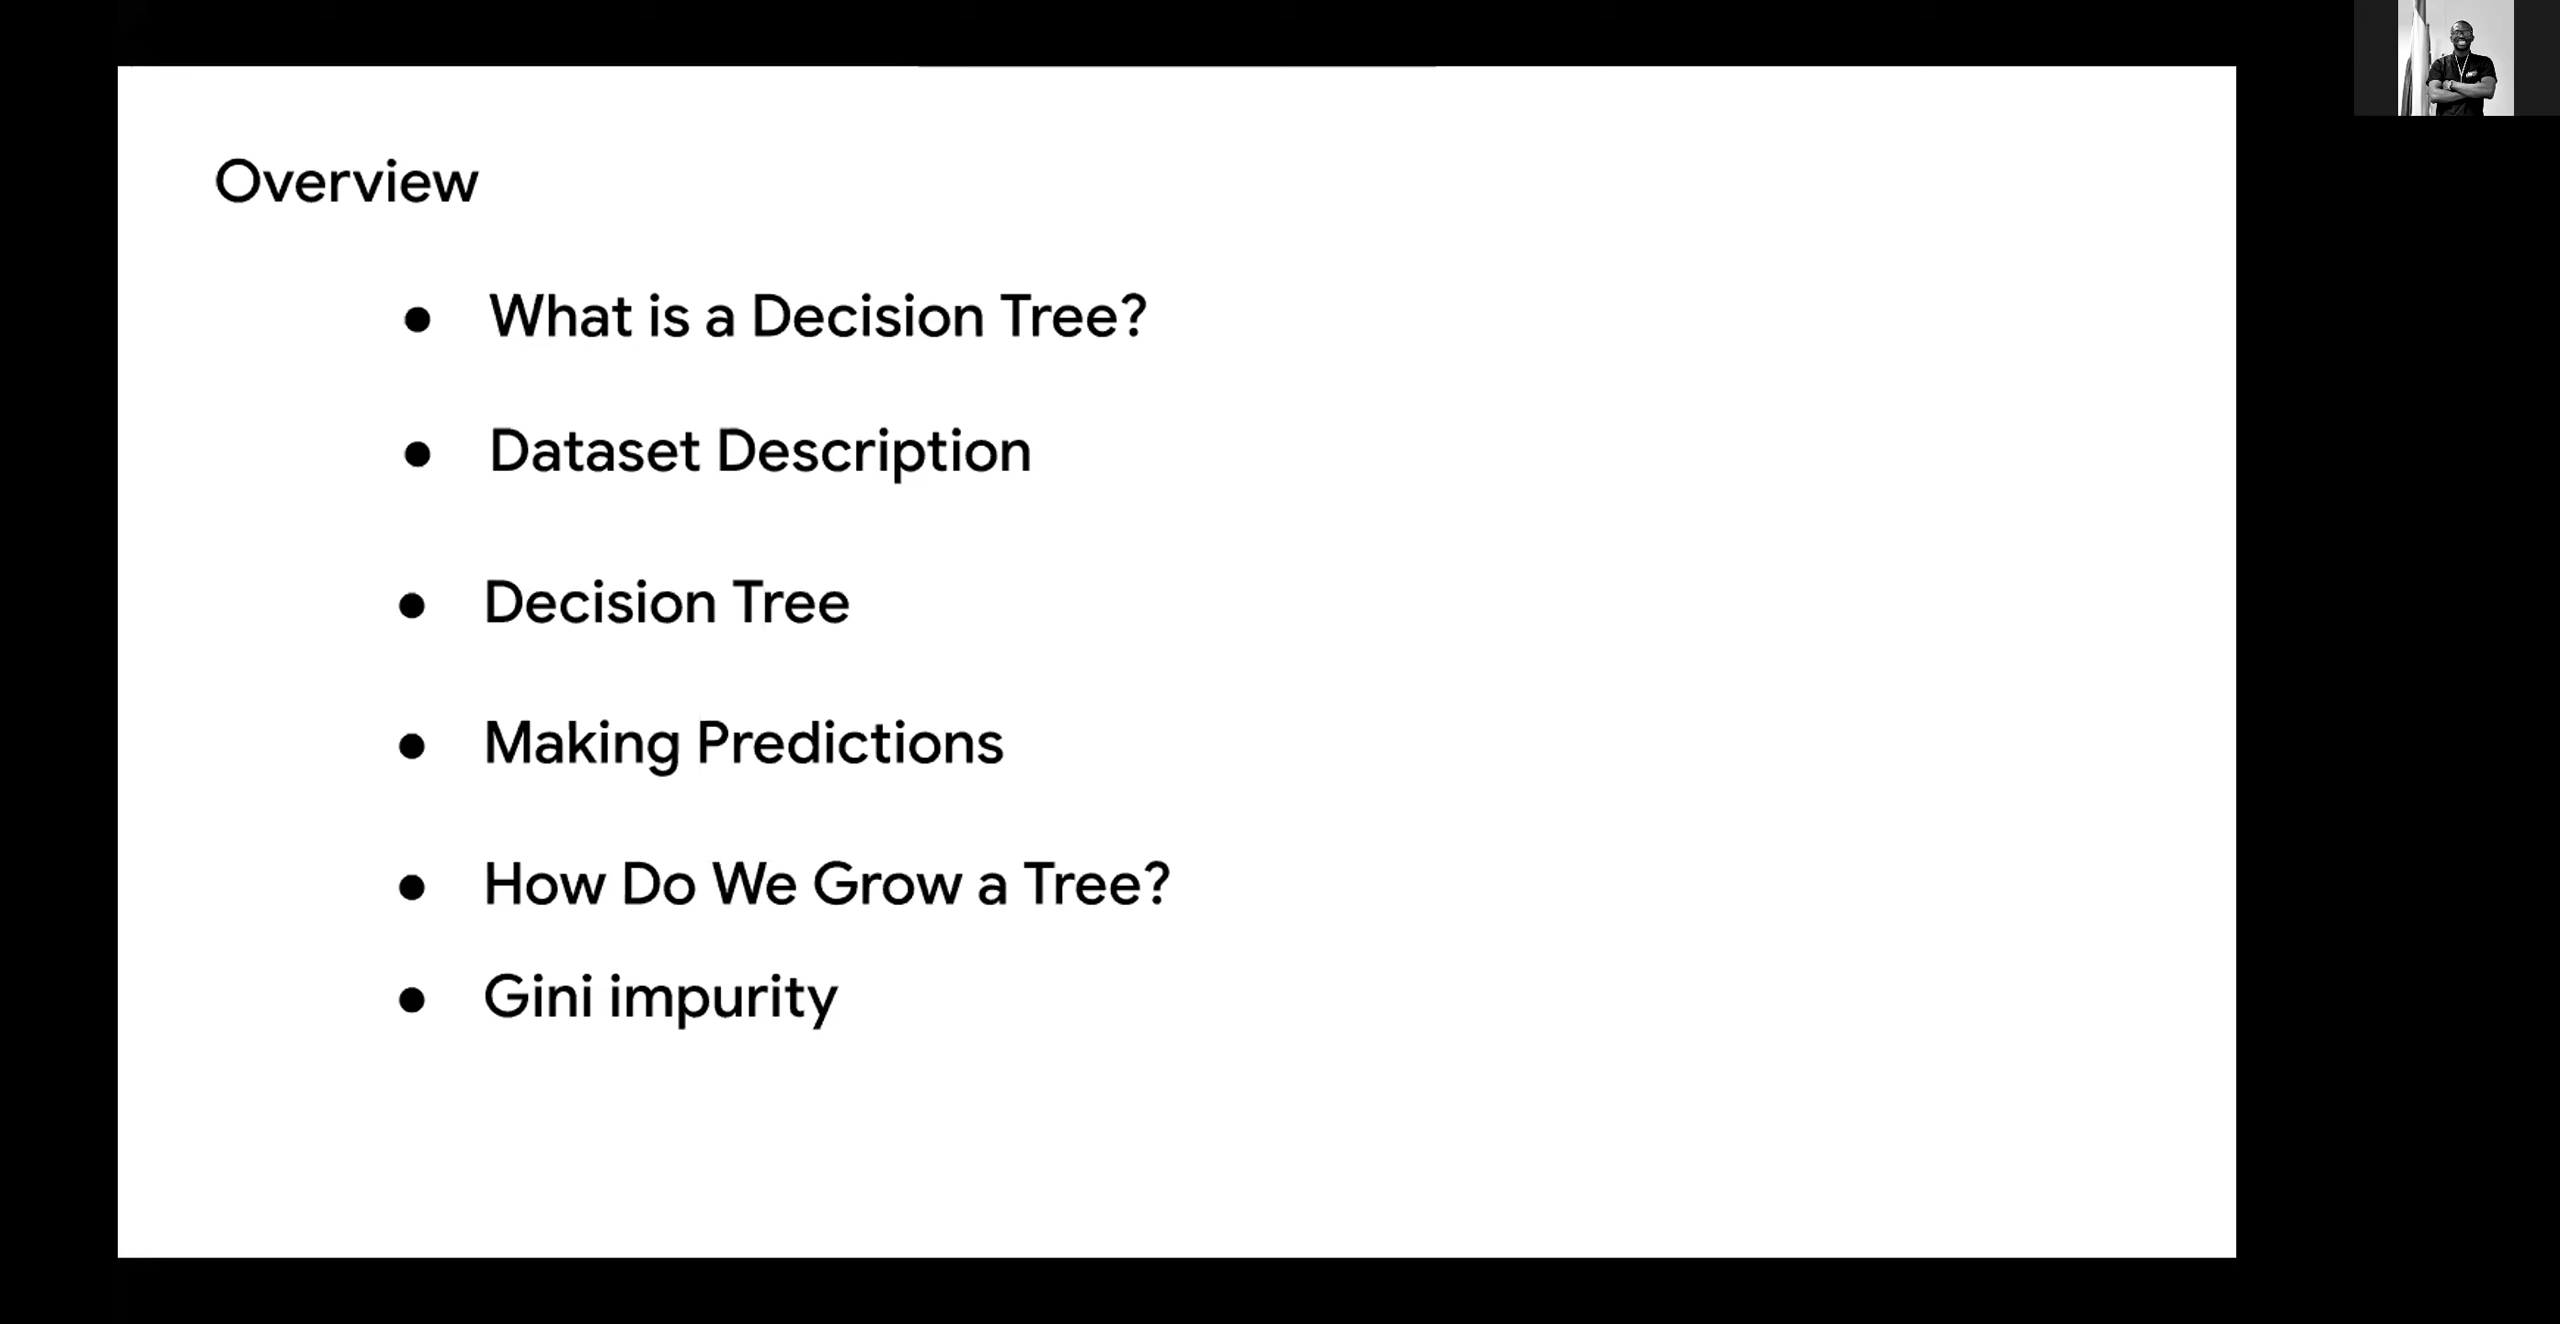 Overview
● What is a Decision Tree?
● Dataset Description
● Decision Tree
● Making Predictions
● How Do We Grow a Tree?
● Gini impurity